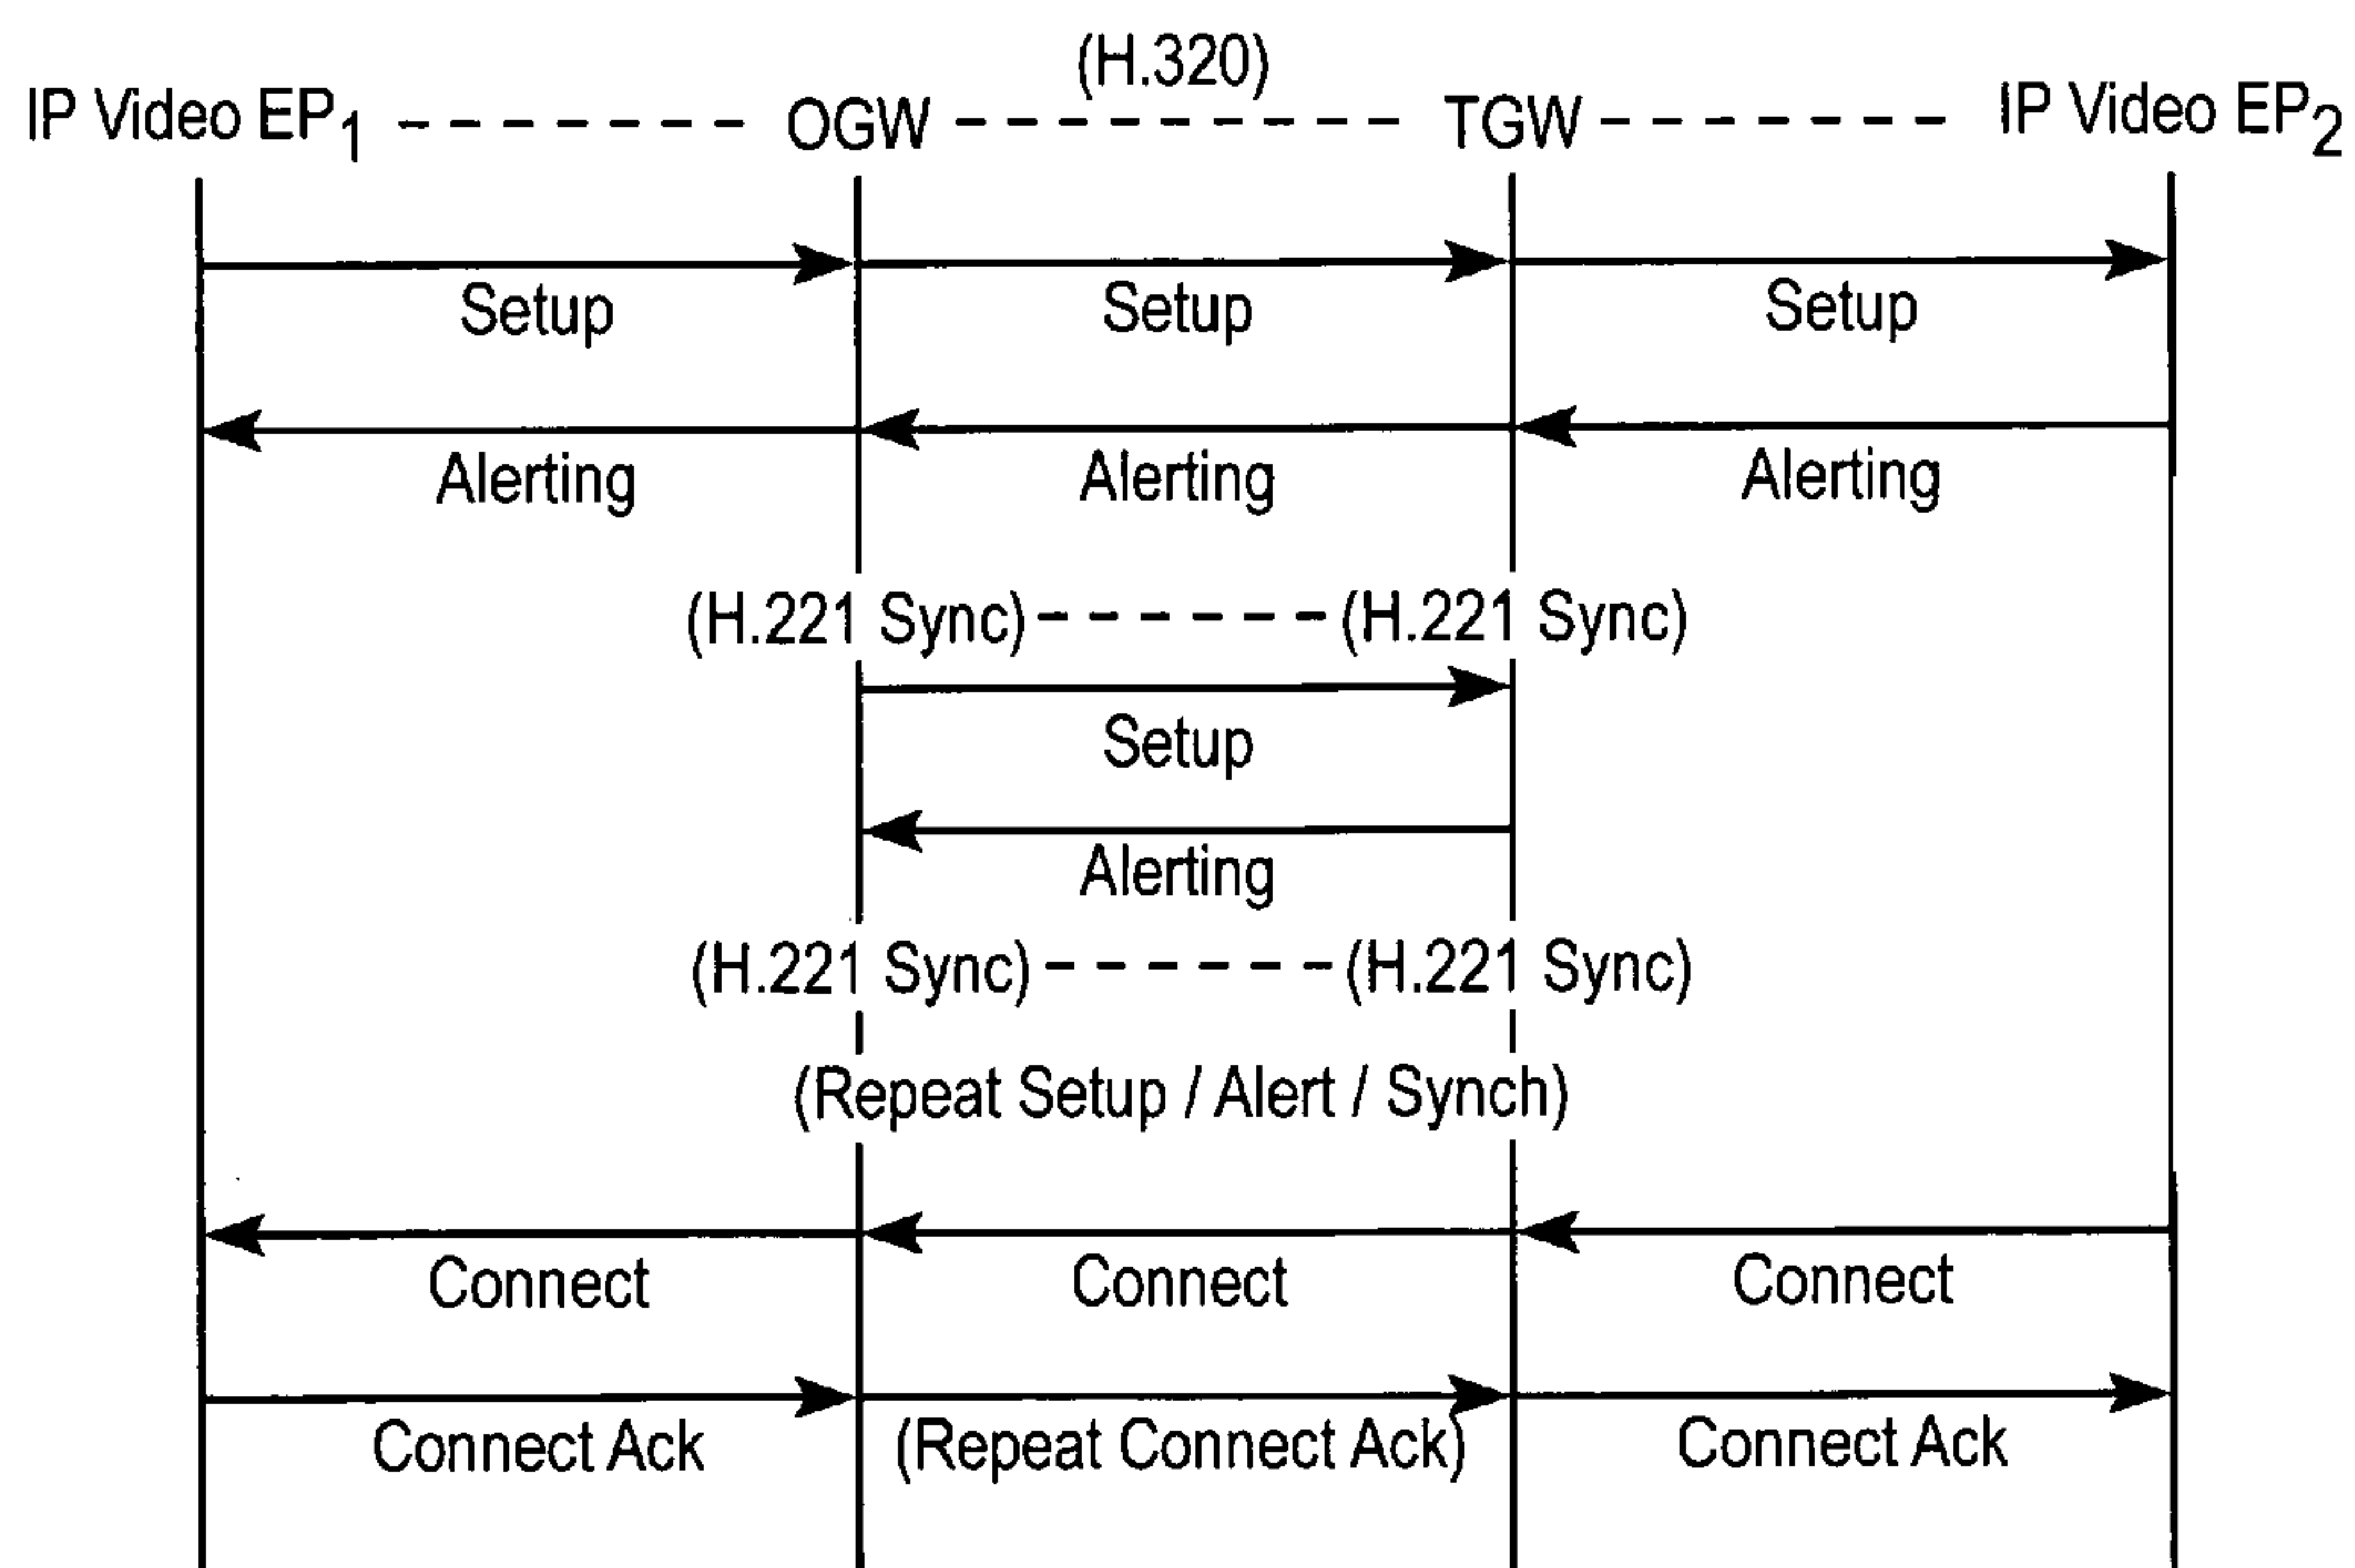 (H.320)
IP Video EP1 OGW TGW IP Video EP2
Setup Setup Setup
Alerting Alerting Alerting
(H.221 Sync) (H.221 Sync)
Setup
Alerting
(H.221 Sync) (H.221 Sync)
(Repeat Setup / Alert / Synch)
Connect Connect Connect
Connect Ack (Repeat Connect Ack) Connect Ack